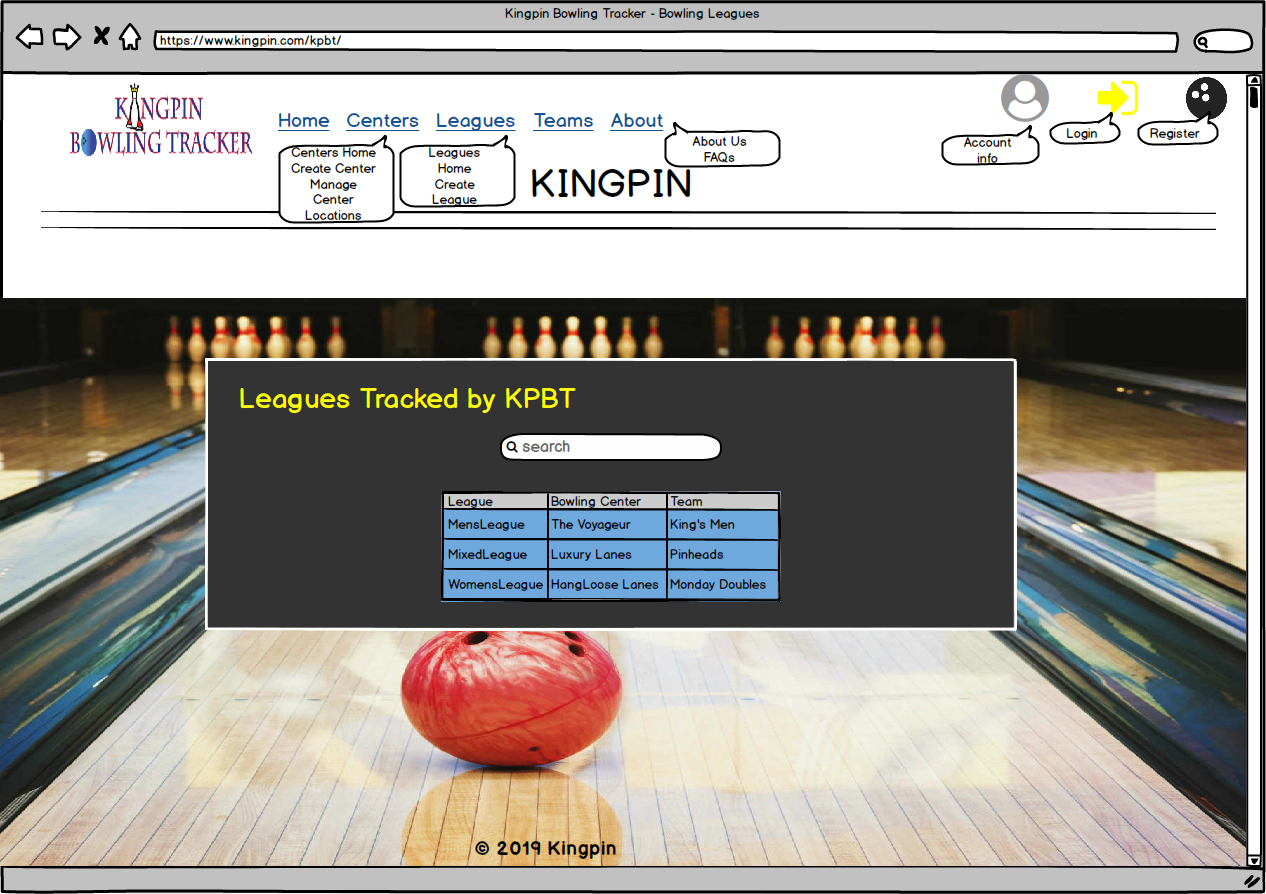 Kingpin Bowling Tracker - Bowling Leagues
https://www.kingpin.com/kpbt/
KINGPIN
BOWLING TRACKER
Home Centers Leagues Teams About
Centers Home
Create Center
Manage
Center
Locations
Leagues
Home
Create
League
About Us
FAQs
Account
info
Login
Register
KINGPIN
Leagues Tracked by KPBT
search
League Bowling Center Team
MensLeague The Voyageur King's Men
MixedLeague Luxury Lanes Pinheads
WomensLeague HangLoose Lanes Monday Doubles
© 2019 Kingpin